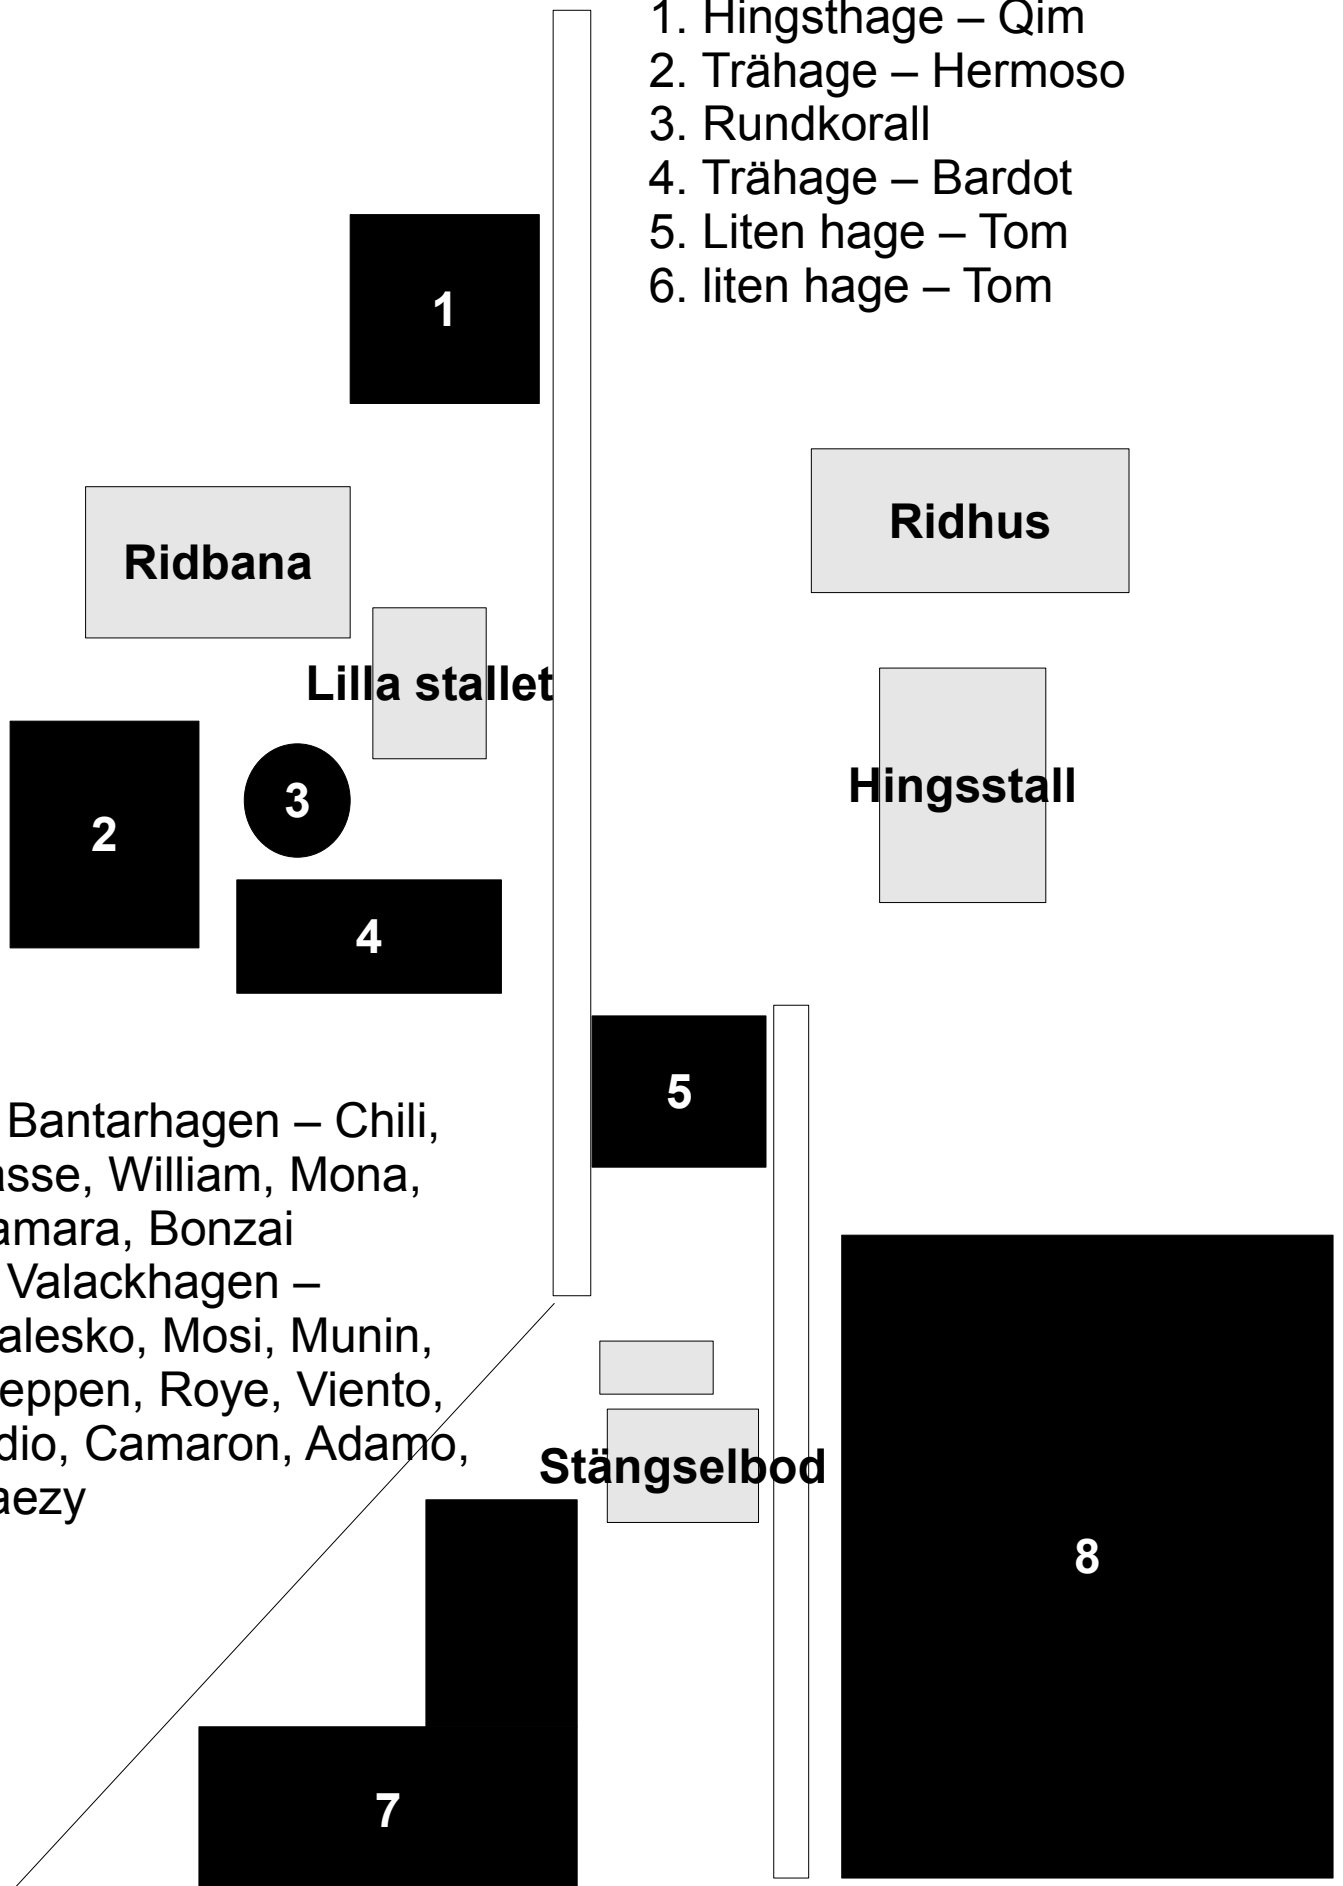 1. Hingsthage – Qim
2. Trähage – Hermoso
3. Rundkorall
4. Trähage – Bardot
5. Liten hage – Tom
6. liten hage – Tom
1
Ridhus
Ridbana
Lilla stallet
Hingsstall
2
3
4
5
Bantarhagen – Chili,
William, Mona,
Bonzai
Valackhagen –
Mosi, Munin,
Roye, Viento,
Camaron, Adamo,
Stängselbod
8
7